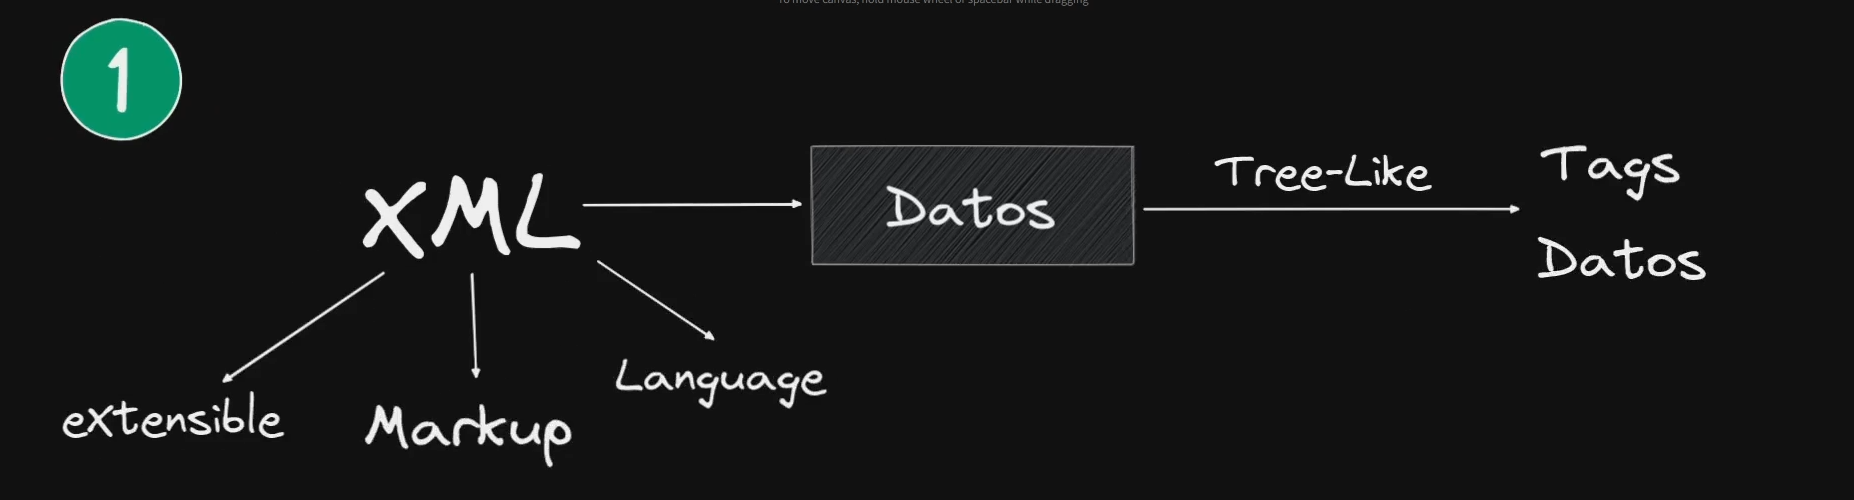 To move canvas, hold mouse wheel or spacebar while dragging
1
XML
Datos
Tree-Like
Tags
Datos
eXtensible
Markup
Language